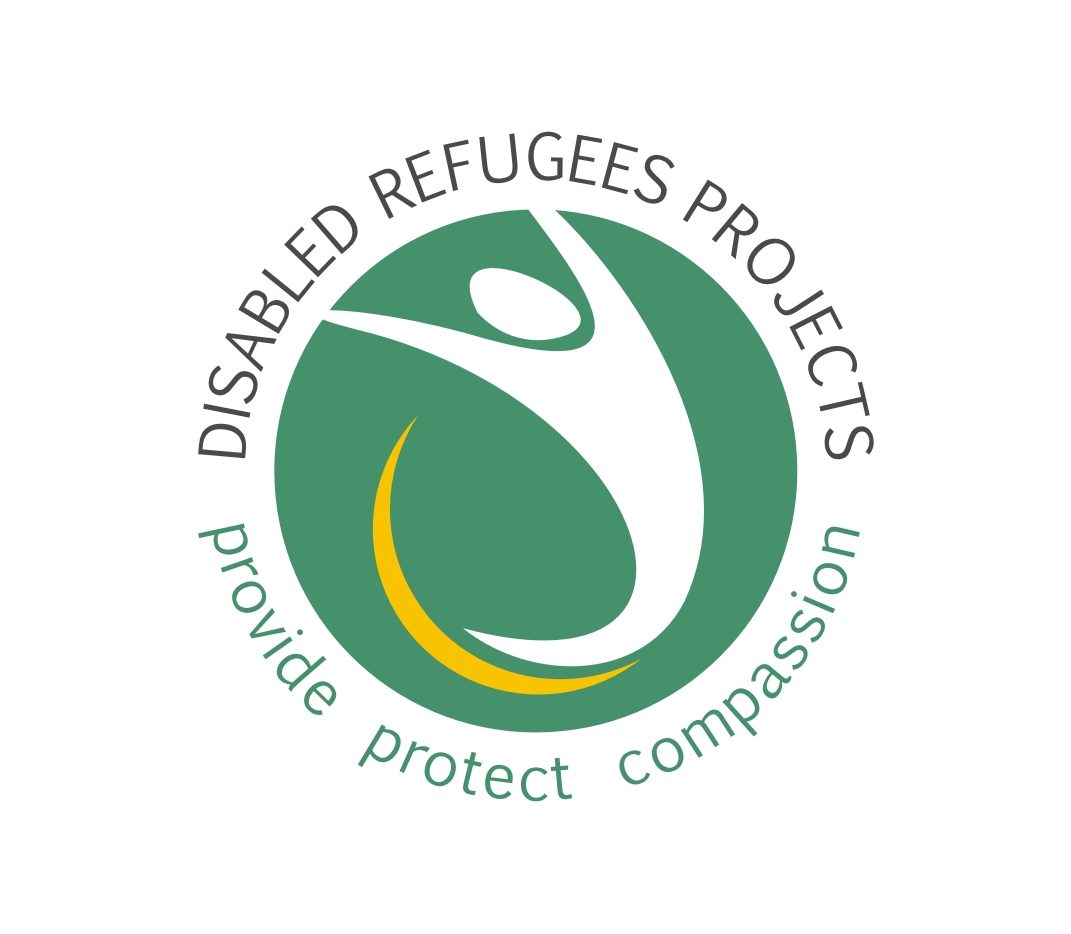 DISABLED REFUGEES PROJECTS
provide protect compassion